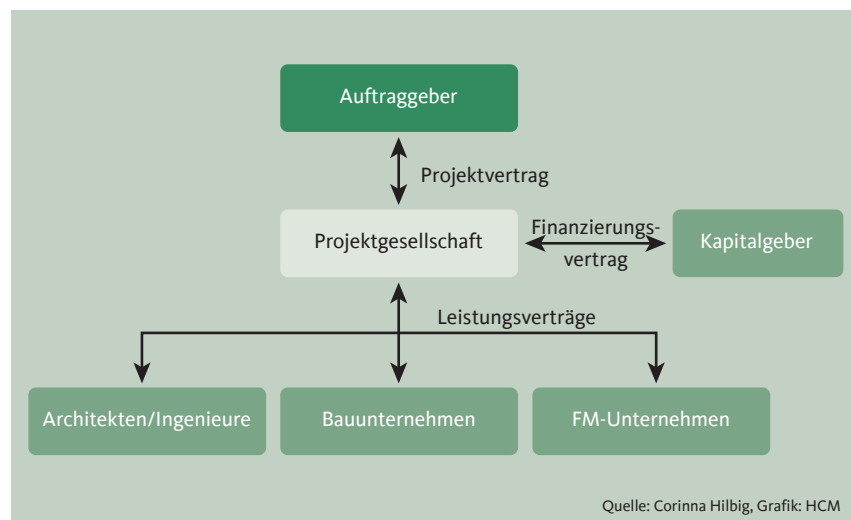 Auftraggeber
Projektvertrag
Projektgesellschaft
Finanzierungs-
vertrag
Kapitalgeber
Leistungsverträge
Architekten/Ingenieure
Bauunternehmen
FM-Unternehmen
Quelle: Corinna Hilbig, Grafik: HCM